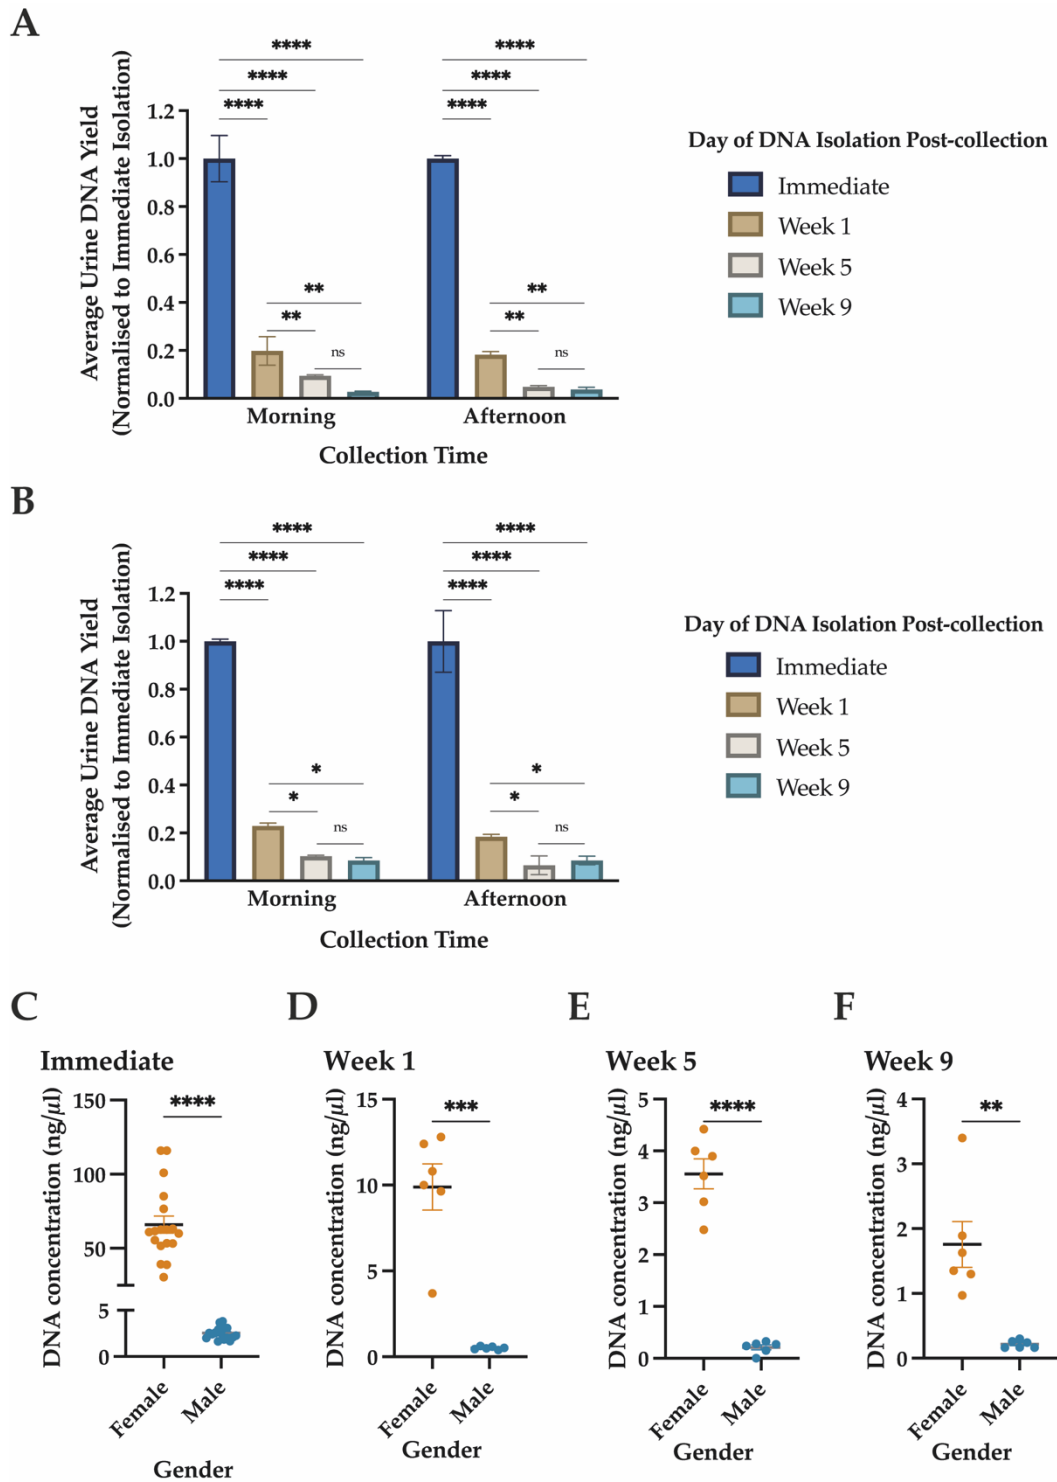 A
****
****
****
****
****
****
Average Urine DNA Yield
(Normalised to Immediate Isolation)
1.2
1.0
0.8
0.6
0.4
0.2
0.0
**
**
ns
**
**
ns
Morning
Afternoon
Collection Time
Day of DNA Isolation Post-collection
Immediate
Week 1
Week 5
Week 9
B
****
****
****
****
****
****
Average Urine DNA Yield
(Normalised to Immediate Isolation)
1.2
1.0
0.8
0.6
0.4
0.2
0.0
*
*
ns
*
*
ns
Morning
Afternoon
Collection Time
Day of DNA Isolation Post-collection
Immediate
Week 1
Week 5
Week 9
C
Immediate
DNA concentration (ng/µl)
150
100
50
5
0
****
Female
Male
Gender
D
Week 1
DNA concentration (ng/µl)
15
10
5
0
***
Female
Male
Gender
E
Week 5
DNA concentration (ng/µl)
5
4
3
2
1
0
****
Female
Male
Gender
F
Week 9
DNA concentration (ng/µl)
4
3
2
1
0
**
Female
Male
Gender